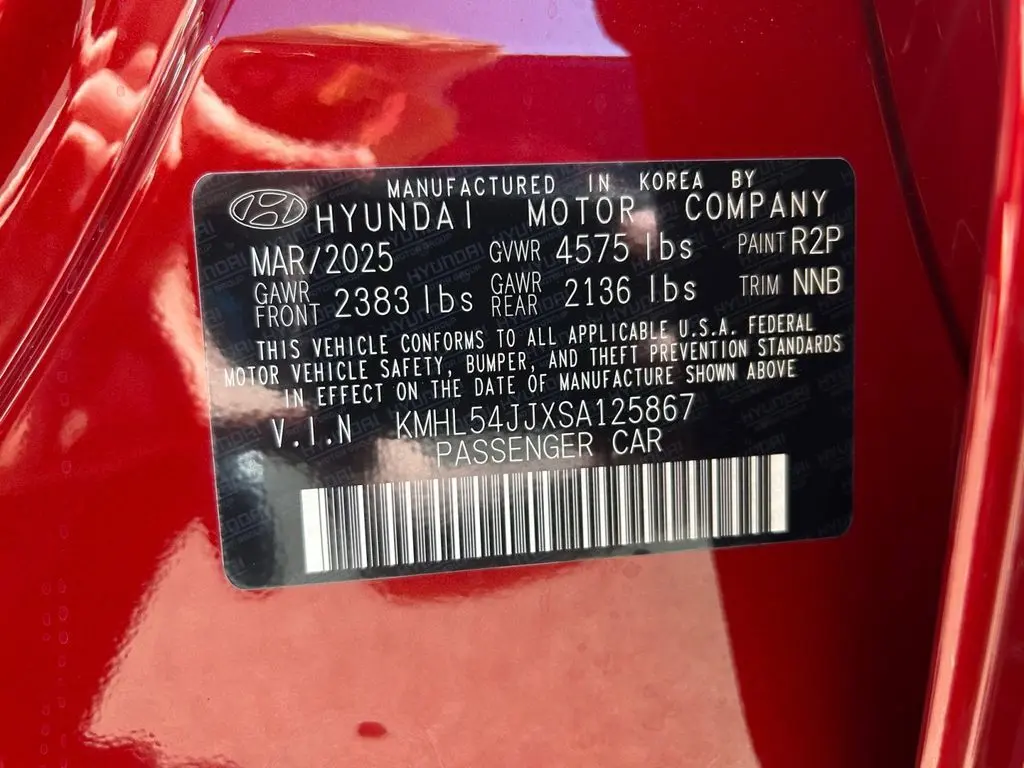 MANUFACTURED IN KOREA BY
HYUNDAI MOTOR COMPANY
MAR/2025 GVWR 4575 lbs PAINT R2P
GAWR FRONT 2383 lbs GAWR REAR 2136 lbs TRIM NNB
THIS VEHICLE CONFORMS TO ALL APPLICABLE U.S.A. FEDERAL
MOTOR VEHICLE SAFETY, BUMPER, AND THEFT PREVENTION STANDARDS
IN EFFECT ON THE DATE OF MANUFACTURE SHOWN ABOVE
V.I.N KMHL54JJXSA125867
PASSENGER CAR